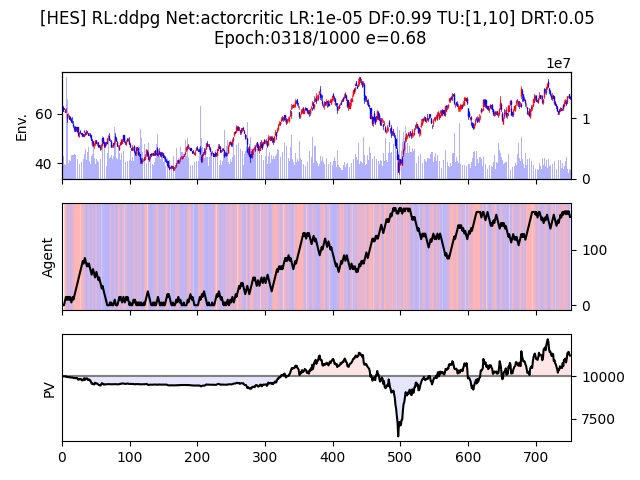 [HES] RL:ddpg Net:actorcritic LR:1e-05 DF:0.99 TU:[1,10] DRT:0.05
Epoch:0318/1000 e=0.68
1e7
Env.
60
40
1
0
Agent
100
0
PV
10000
7500
0 100 200 300 400 500 600 700